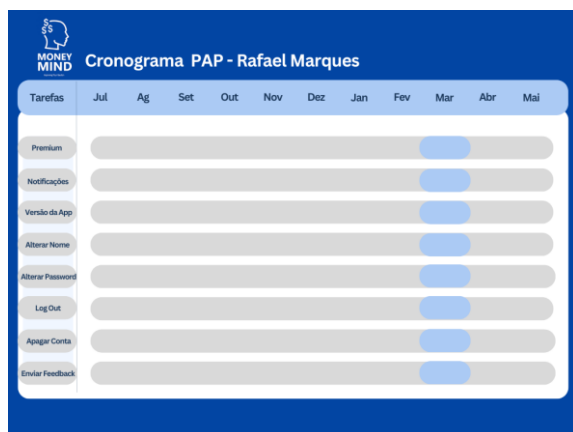 $$
$$
MONEY
MIND
Cronograma PAP - Rafael Marques
Tarefas Jul Ag Set Out Nov Dez Jan Fev Mar Abr Mai
Premium
Notificações
Versão da App
Alterar Nome
Alterar Password
Log Out
Apagar Conta
Enviar Feedback